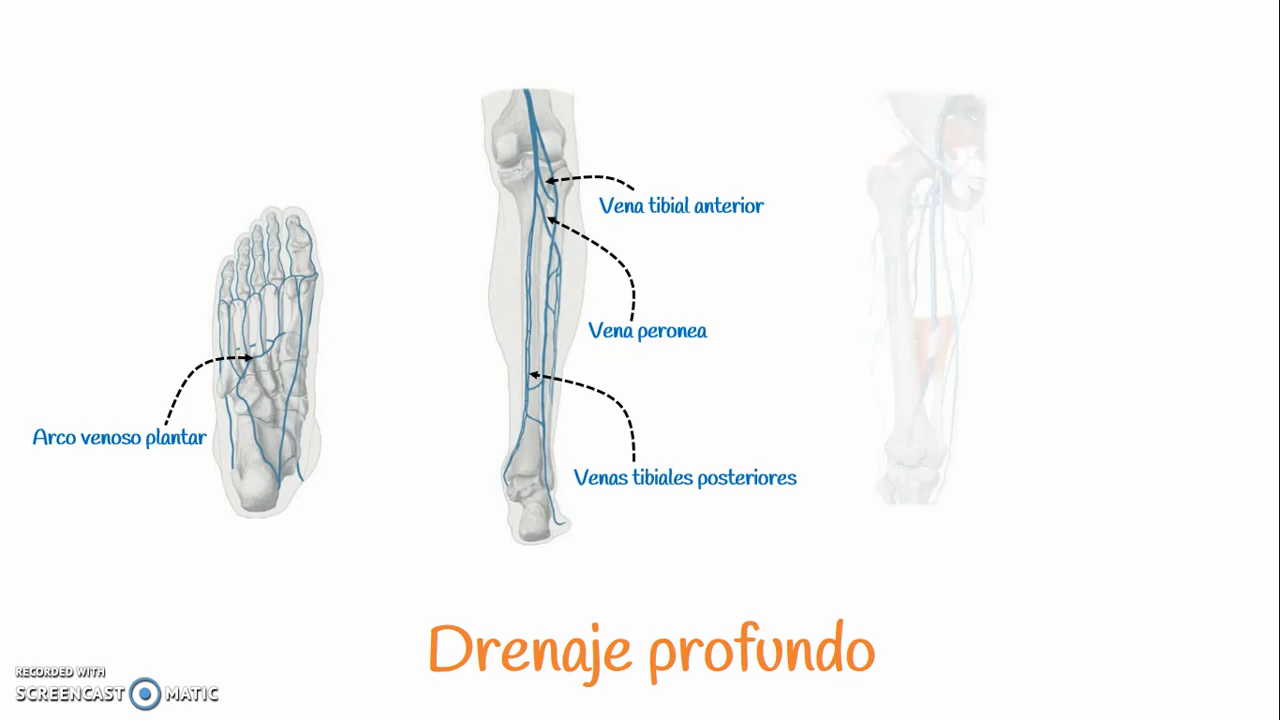 Vena tibial anterior
Vena peronea
Arco venoso plantar
Venas tibiales posteriores
Drenaje profundo
RECORDED WITH
SCREENCAST MATIC